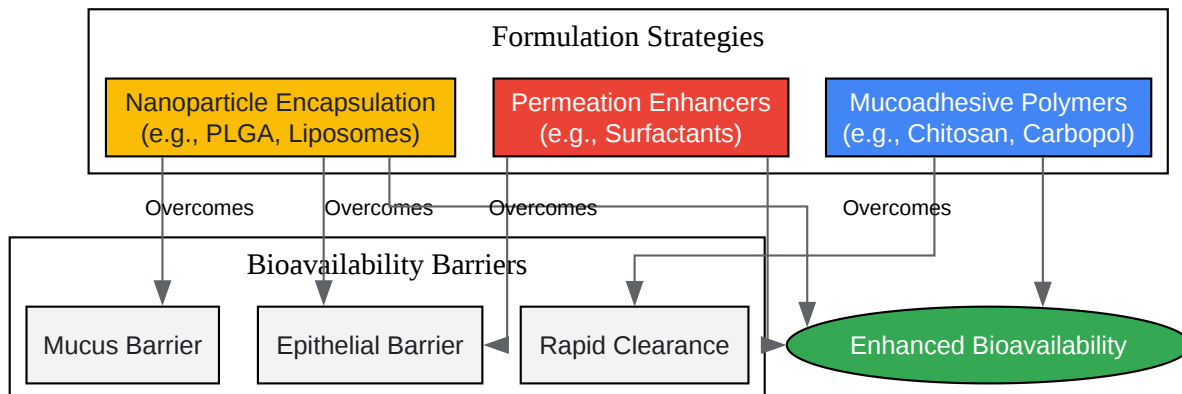 Formulation Strategies
Nanoparticle Encapsulation
(e.g., PLGA, Liposomes)
Permeation Enhancers
(e.g., Surfactants)
Mucoadhesive Polymers
(e.g., Chitosan, Carbopol)
Overcomes
Overcomes
Overcomes
Overcomes
Bioavailability Barriers
Mucus Barrier
Epithelial Barrier
Rapid Clearance
Enhanced Bioavailability